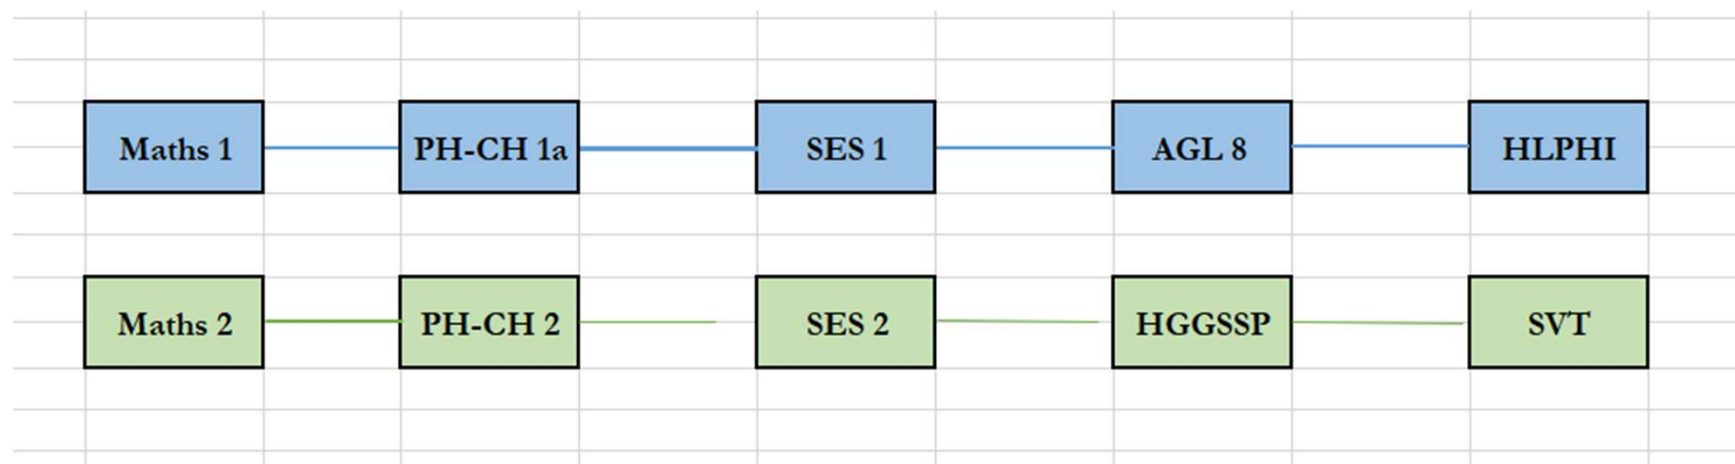 Maths 1 PH-CH 1a SES 1 AGL 8 HLPHI
Maths 2 PH-CH 2 SES 2 HGGSSP SVT